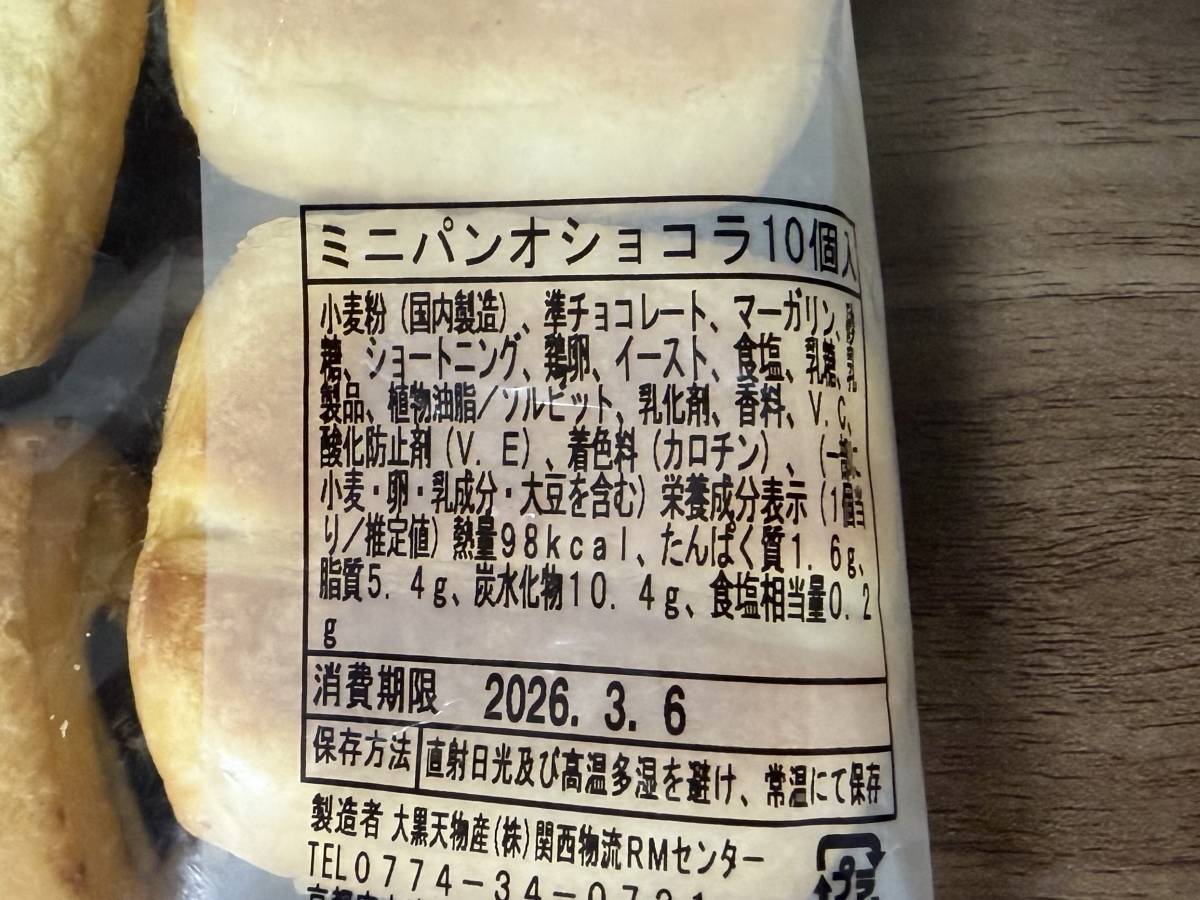 ミニパンオショコラ10個入
小麦粉（国内製造）、準チョコレート、マーガリン、砂
糖、ショートニング、鶏卵、イースト、食塩、乳糖、乳
製品、植物油脂／ソルビット、乳化剤、香料、V.C、
酸化防止剤（V.E）、着色料（カロチン）、（一部に
小麦・卵・乳成分・大豆を含む）栄養成分表示（1個当
り／推定値）熱量98kcal、たんぱく質1.6g、
脂質5.4g、炭水化物10.4g、食塩相当量0.2
g
消費期限 2026.3.6
保存方法 直射日光及び高温多湿を避け、常温にて保存
製造者 大黒天物産(株)関西物流RMセンター
TEL0774-34-0721
プラ